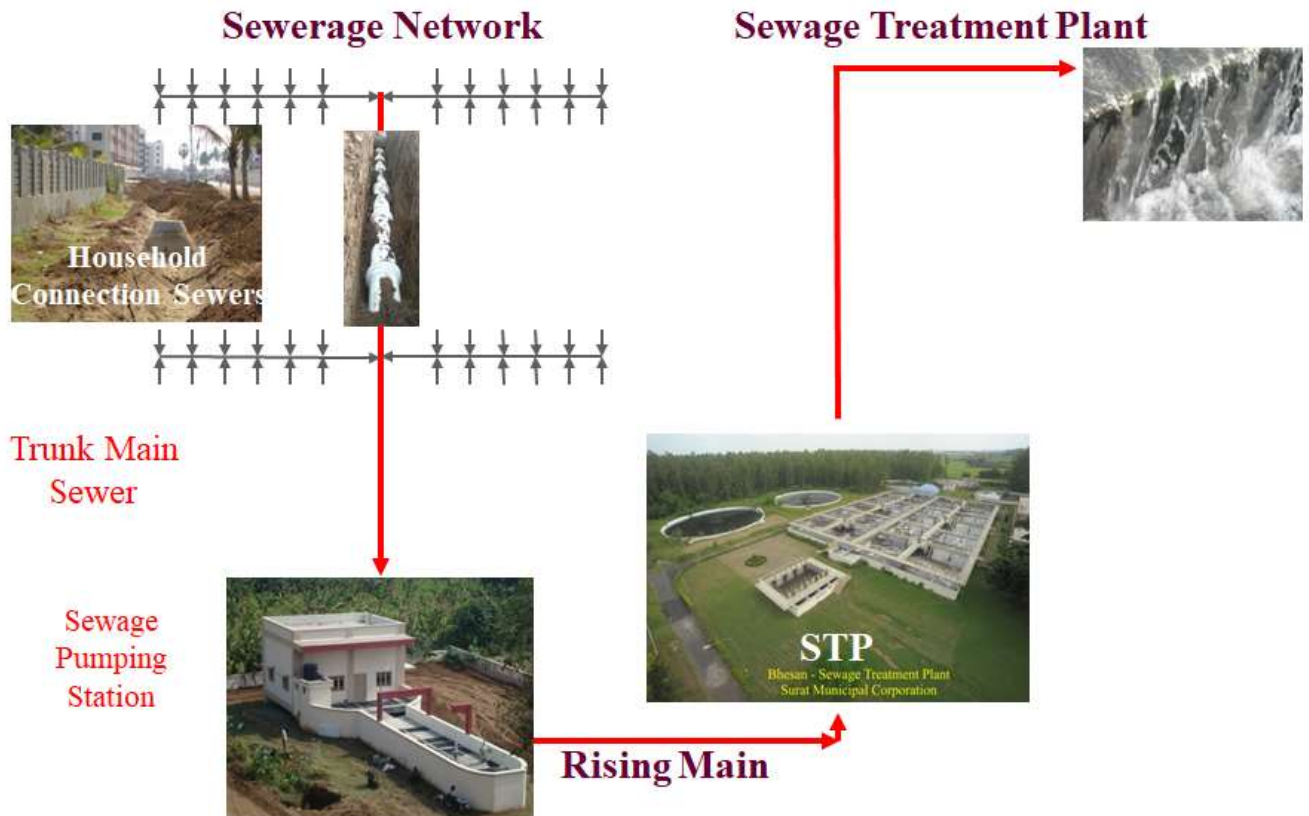 Sewerage Network
Sewage Treatment Plant
Household
Connection Sewers
Trunk Main
Sewer
Sewage
Pumping
Station
STP
Bhesan - Sewage Treatment Plant
Surat Municipal Corporation
Rising Main